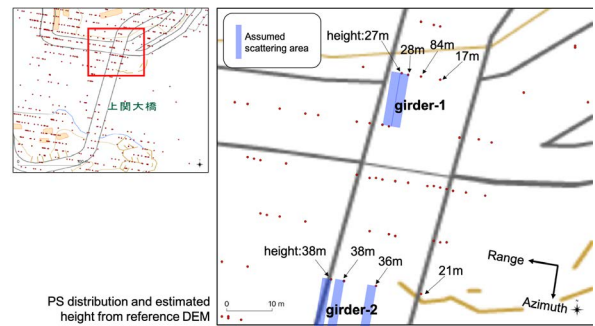 上関大橋
PS distribution and estimated
height from reference DEM
Assumed
scattering area
height:27m
28m
84m
17m
girder-1
height:38m
38m
36m
21m
girder-2
Range
Azimuth
0
10 m